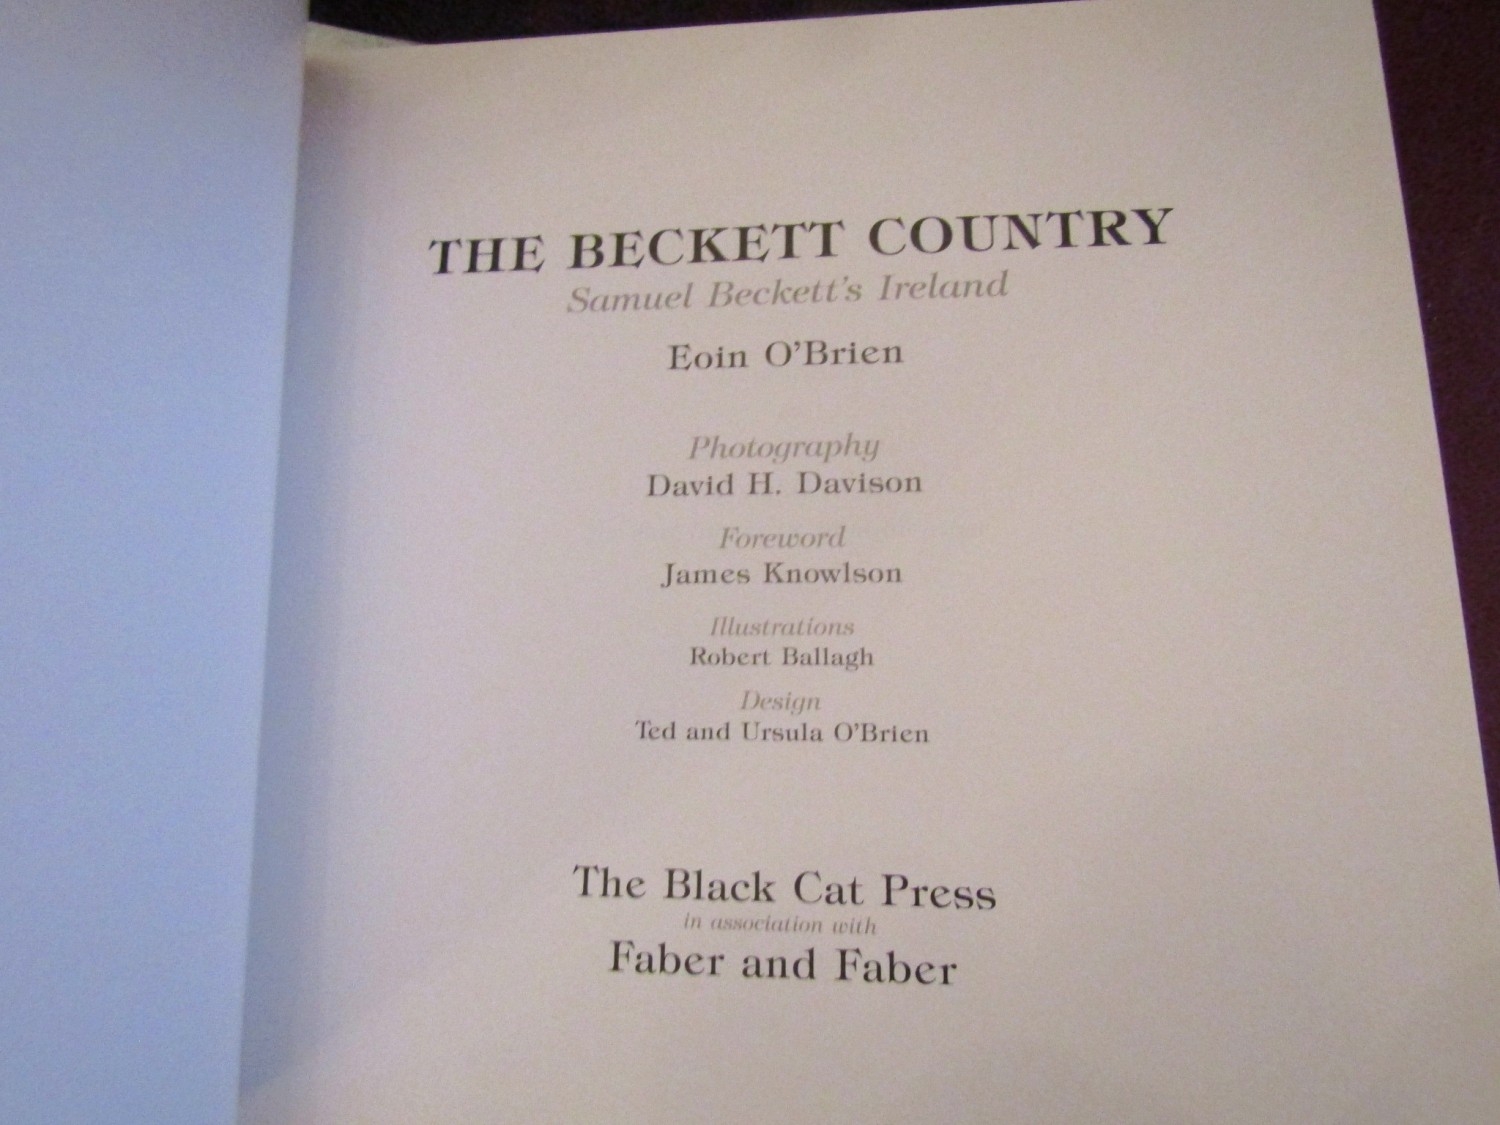 THE BECKETT COUNTRY
Samuel Beckett's Ireland
Eoin O'Brien
Photography
David H. Davison
Foreword
James Knowlson
Illustrations
Robert Ballagh
Design
Ted and Ursula O'Brien
The Black Cat Press
in association with
Faber and Faber